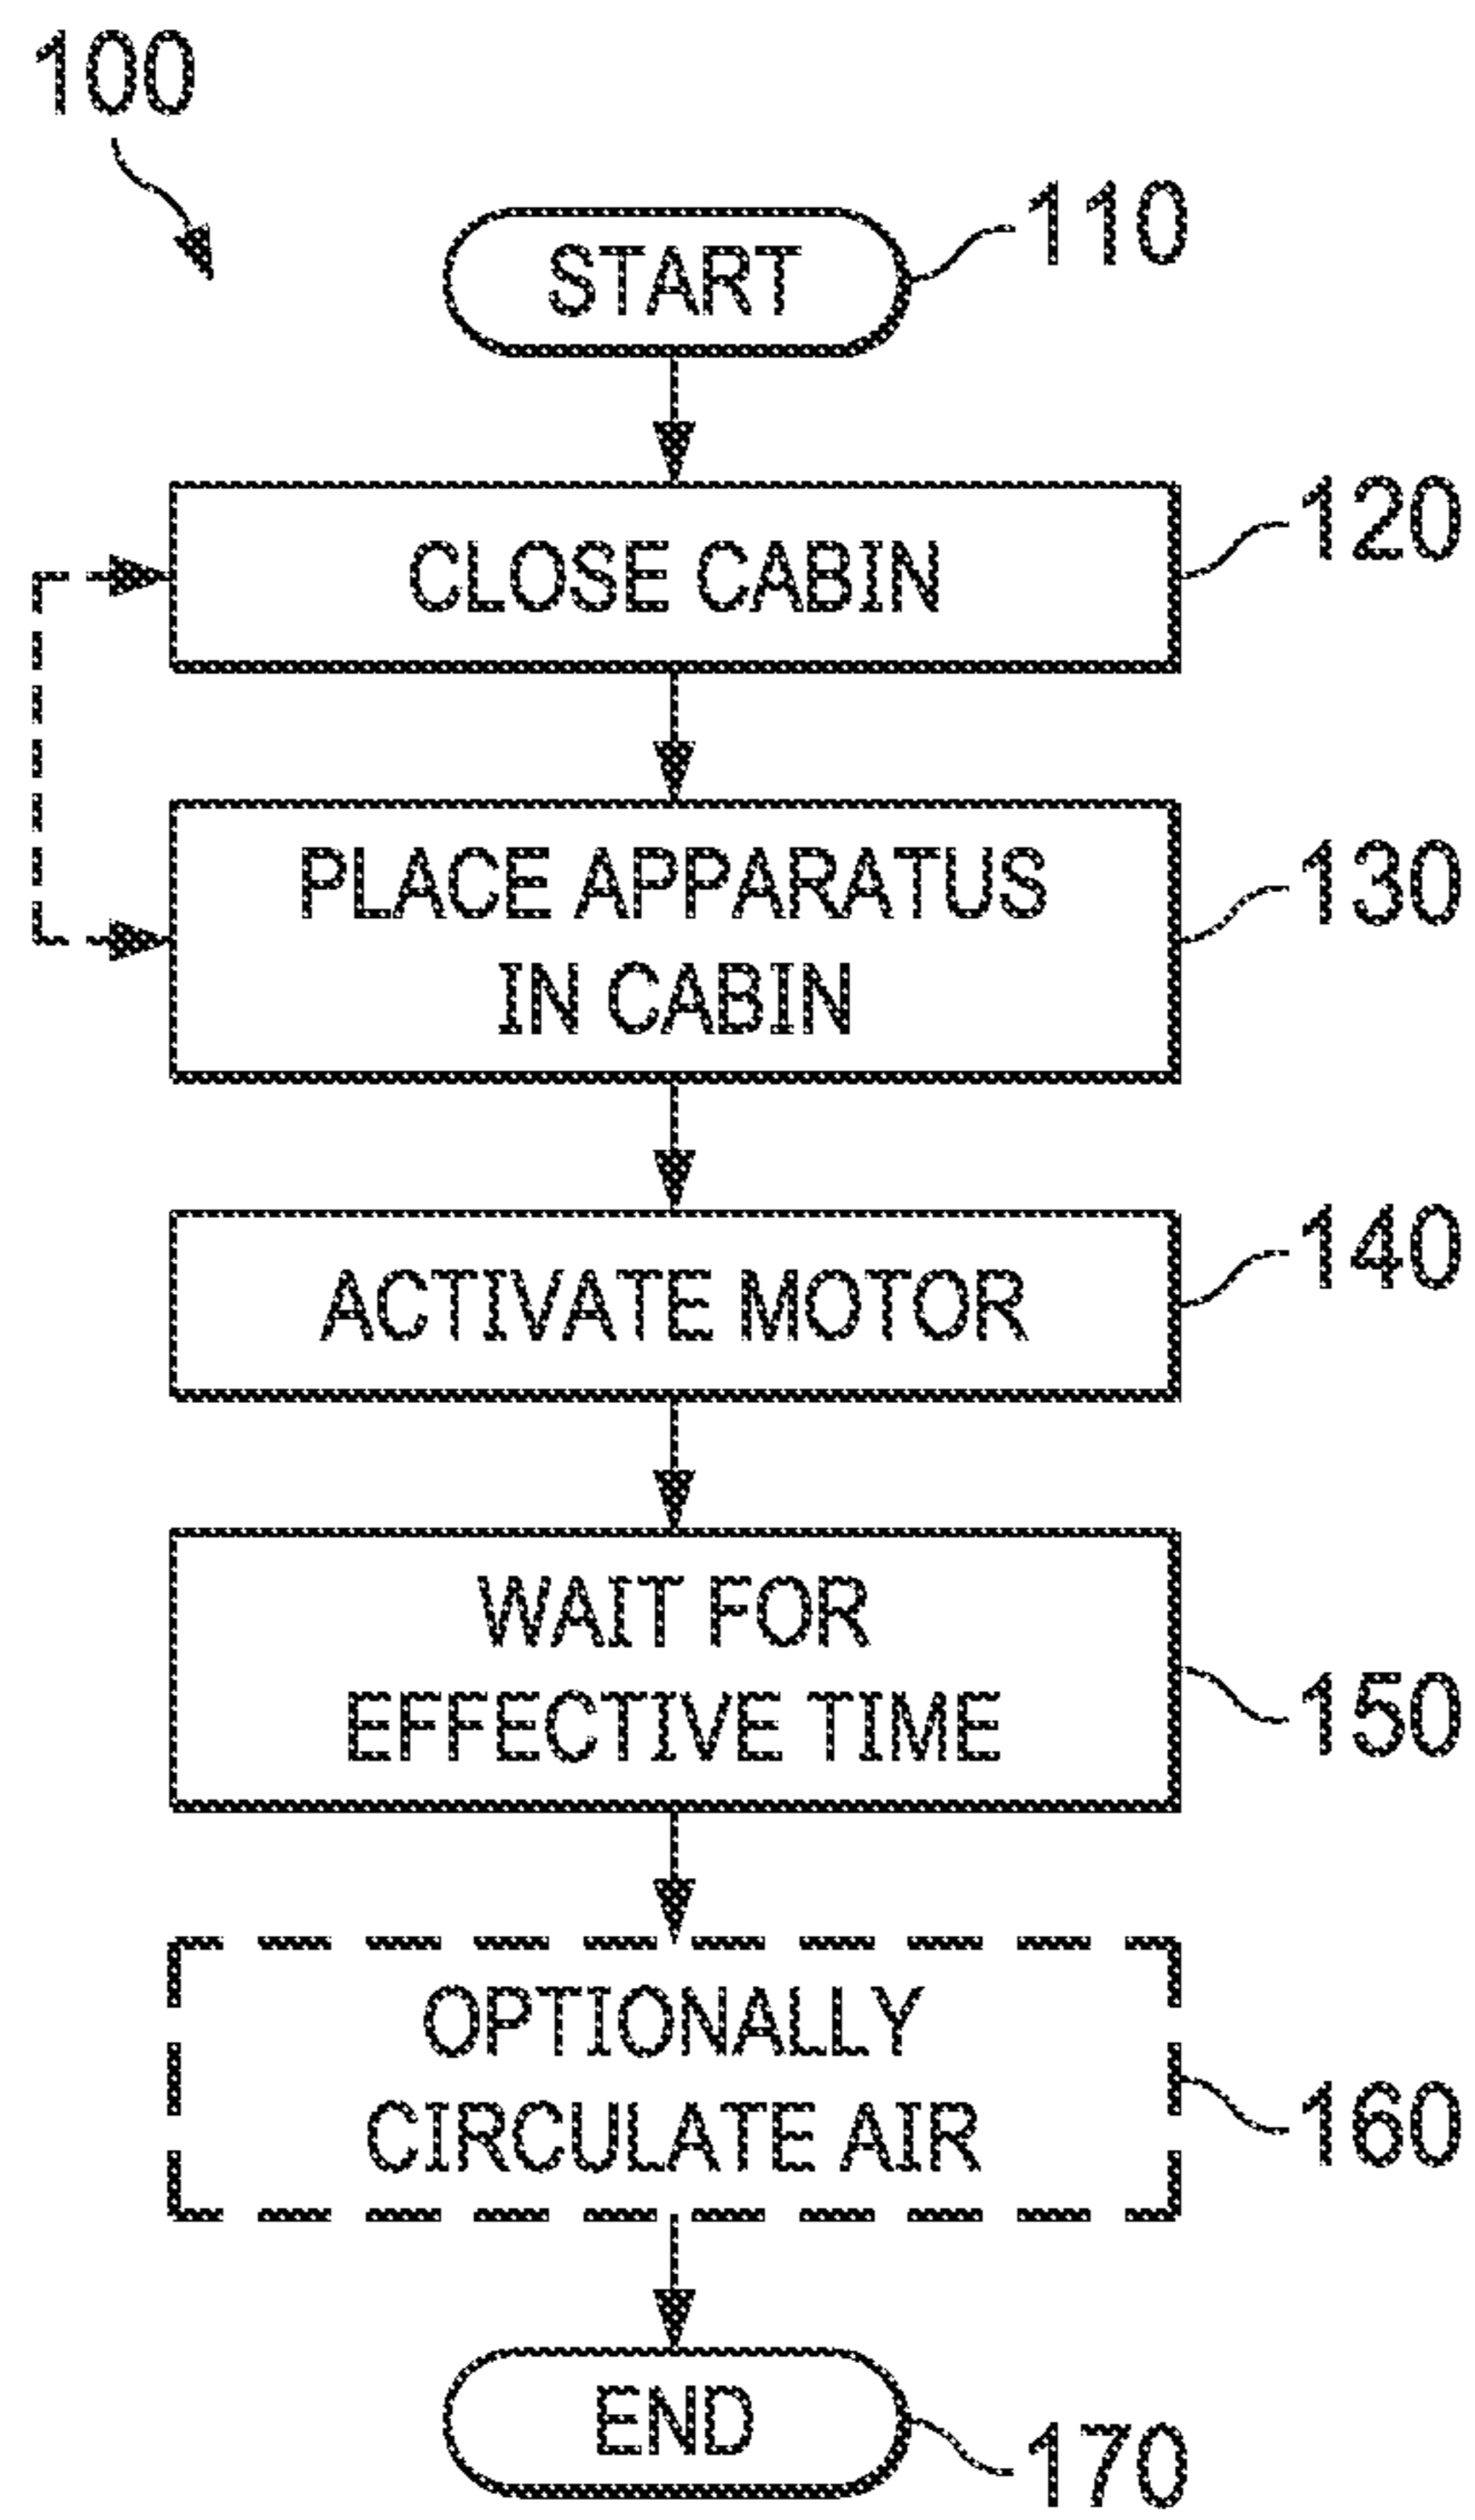 100
START
110
CLOSE CABIN
120
PLACE APPARATUS
IN CABIN
130
ACTIVATE MOTOR
140
WAIT FOR
EFFECTIVE TIME
150
OPTIONALLY
CIRCULATE AIR
160
END
170